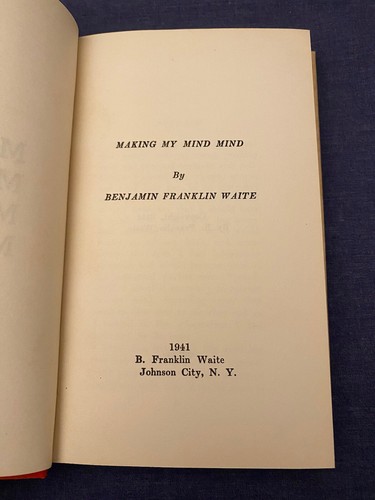 MAKING MY MIND MIND
By
BENJAMIN FRANKLIN WAITE
1941
B. Franklin Waite
Johnson City, N. Y.